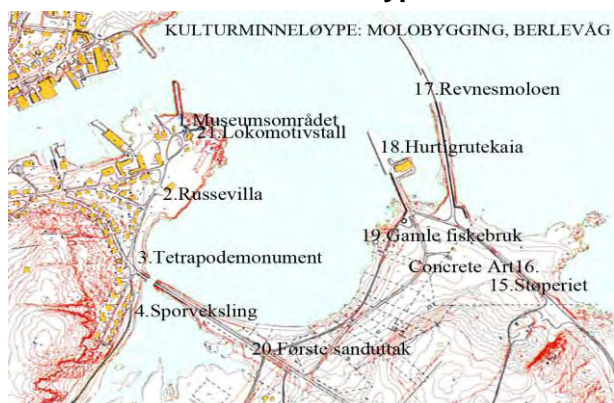 KULTURMINNELØYPE: MOLOBYGGING, BERLEVÅG
17.Revnesmoloen
1.Museumsområdet
21.Lokomotivstall
18.Hurtigrutekaia
2.Russevilla
19.Gamle fiskebruk
3.Tetrapodemonument
Concrete Art16.
15.Støperiet
4.Sporveksling
20.Første sanduttak